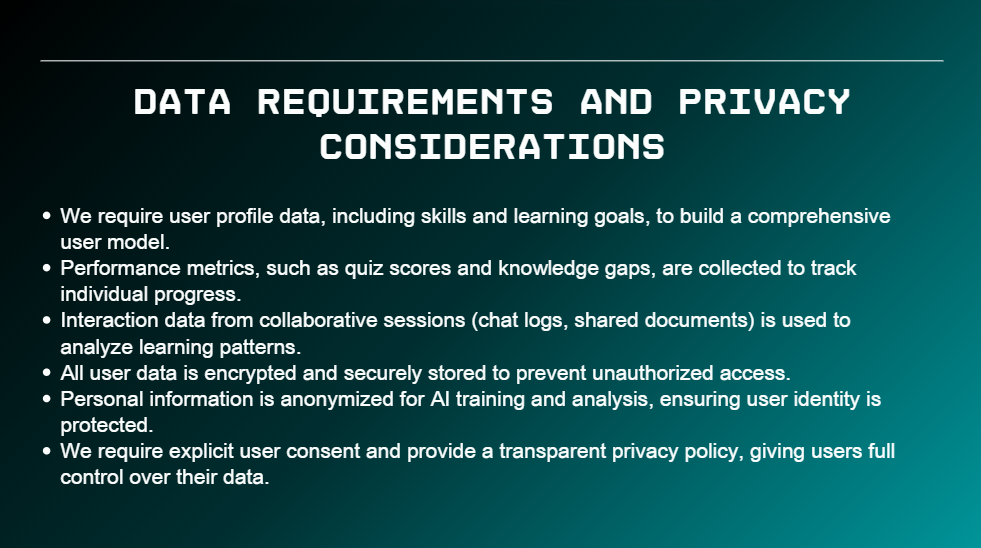 DATA REQUIREMENTS AND PRIVACY
CONSIDERATIONS
• We require user profile data, including skills and learning goals, to build a comprehensive
user model.
• Performance metrics, such as quiz scores and knowledge gaps, are collected to track
individual progress.
• Interaction data from collaborative sessions (chat logs, shared documents) is used to
analyze learning patterns.
• All user data is encrypted and securely stored to prevent unauthorized access.
• Personal information is anonymized for AI training and analysis, ensuring user identity is
protected.
• We require explicit user consent and provide a transparent privacy policy, giving users full
control over their data.